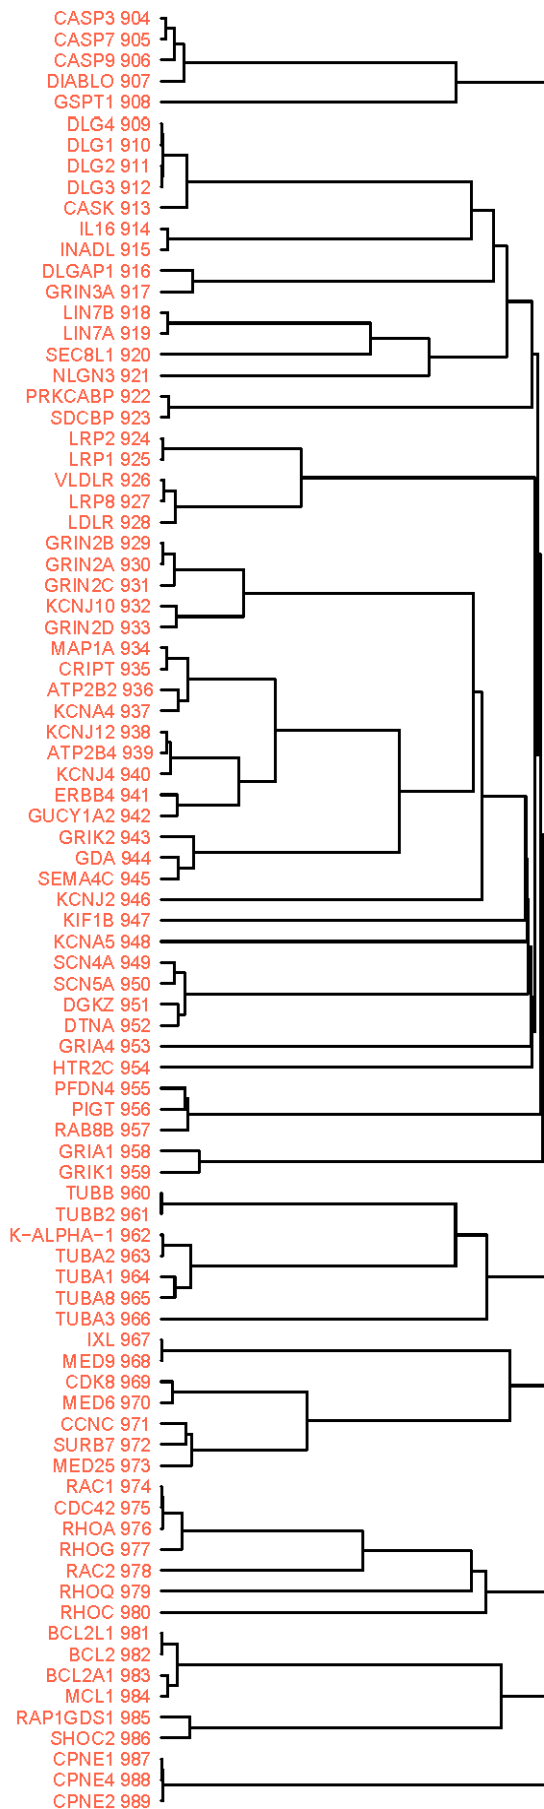 CASP3 904
CASP7 905
CASP9 906
DIABLO 907
GSPT1 908
DLG4 909
DLG1 910
DLG2 911
DLG3 912
CASK 913
IL16 914
INADL 915
DLGAP1 916
GRIN3A 917
LIN7B 918
LIN7A 919
SEC8L1 920
NLGN3 921
PRKCABP 922
SDCBP 923
LRP2 924
LRP1 925
VLDLR 926
LRP8 927
LDLR 928
GRIN2B 929
GRIN2A 930
GRIN2C 931
KCNJ10 932
GRIN2D 933
MAP1A 934
CRIPT 935
ATP2B2 936
KCNA4 937
KCNJ12 938
ATP2B4 939
KCNJ4 940
ERBB4 941
GUCY1A2 942
GRIK2 943
GDA 944
SEMA4C 945
KCNJ2 946
KIF1B 947
KCNA5 948
SCN4A 949
SCN5A 950
DGKZ 951
DTNA 952
GRIA4 953
HTR2C 954
PFDN4 955
PIGT 956
RAB8B 957
GRIA1 958
GRIK1 959
TUBB 960
TUBB2 961
K−ALPHA−1 962
TUBA2 963
TUBA1 964
TUBA8 965
TUBA3 966
IXL 967
MED9 968
CDK8 969
MED6 970
CCNC 971
SURB7 972
MED25 973
RAC1 974
CDC42 975
RHOA 976
RHOG 977
RAC2 978
RHOQ 979
RHOC 980
BCL2L1 981
BCL2 982
BCL2A1 983
MCL1 984
RAP1GDS1 985
SHOC2 986
CPNE1 987
CPNE4 988
CPNE2 989